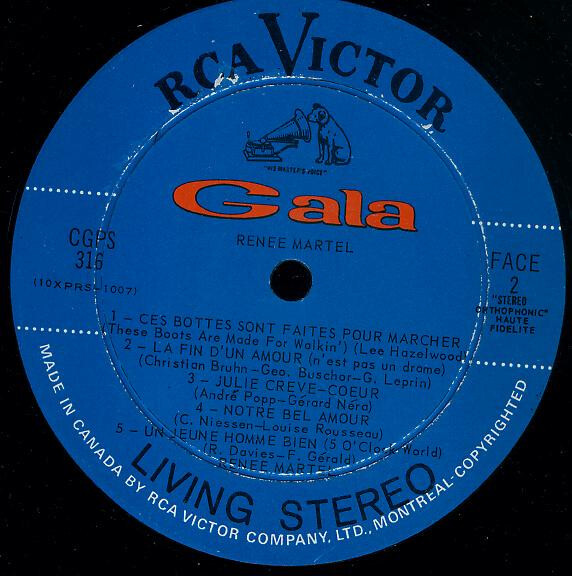 RCA VICTOR
"HIS MASTER'S VOICE"
Gala
RENEE MARTEL
CGPS
316
(10XPRS-1007)
FACE
2
"STEREO
ORTHOPHONIC"
HAUTE
FIDELITE
1 - CES BOTTES SONT FAITES POUR MARCHER
(These Boots Are Made For Walkin') (Lee Hazelwood)
2 - LA FIN D'UN AMOUR (n'est pas un drame)
(Christian Bruhn-Geo. Buschor-G. Leprin)
3 - JULIE CREVE-COEUR
(André Popp-Gérard Néra)
4 - NOTRE BEL AMOUR
(C. Niessen-Louise Rousseau)
5 - UN JEUNE HOMME BIEN (5 O'Clock World)
(R. Davies-F. Gérald)
RENEE MARTEL
LIVING STEREO
MADE IN CANADA BY RCA VICTOR COMPANY, LTD., MONTREAL-COPYRIGHTED